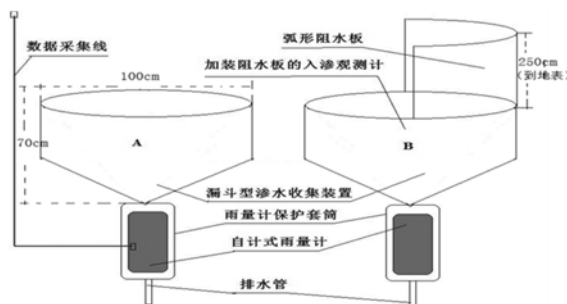 数据采集线
弧形阻水板
100cm
加装阻水板的入渗观测计
250cm
(到地表)
70cm
A
B
漏斗型渗水收集装置
雨量计保护套筒
自计式雨量计
排水管